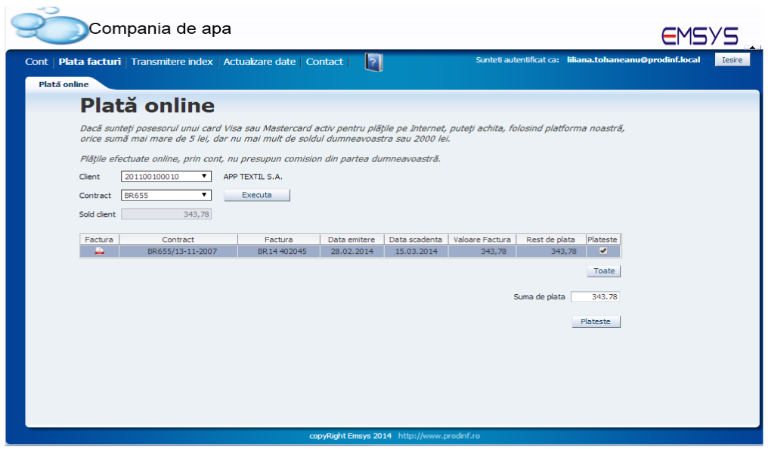 Compania de apa
EMSYS
Cont Plata facturi Transmitere index Actualizare date Contact ? Sunteti autentificat ca: liliana.tohaneanu@prodinf.local Iesire
Plată online
Plată online
Dacă sunteţi posesorul unui card Visa sau Mastercard activ pentru plăţile pe Internet, puteţi achita, folosind platforma noastră,
orice sumă mai mare de 5 lei, dar nu mai mult de soldul dumneavoastra sau 2000 lei.
Plăţile efectuate online, prin cont, nu presupun comision din partea dumneavoastră.
Client 201100100010 APP TEXTIL S.A.
Contract BR655 Executa
Sold client 343,78
Factura Contract Factura Data emitere Data scadenta Valoare Factura Rest de plata Plateste
BR655/13-11-2007 BR14 402045 28.02.2014 15.03.2014 343,78 343,78
Toate
Suma de plata 343.78
Plateste
copyRight Emsys 2014 http://www.prodinf.ro